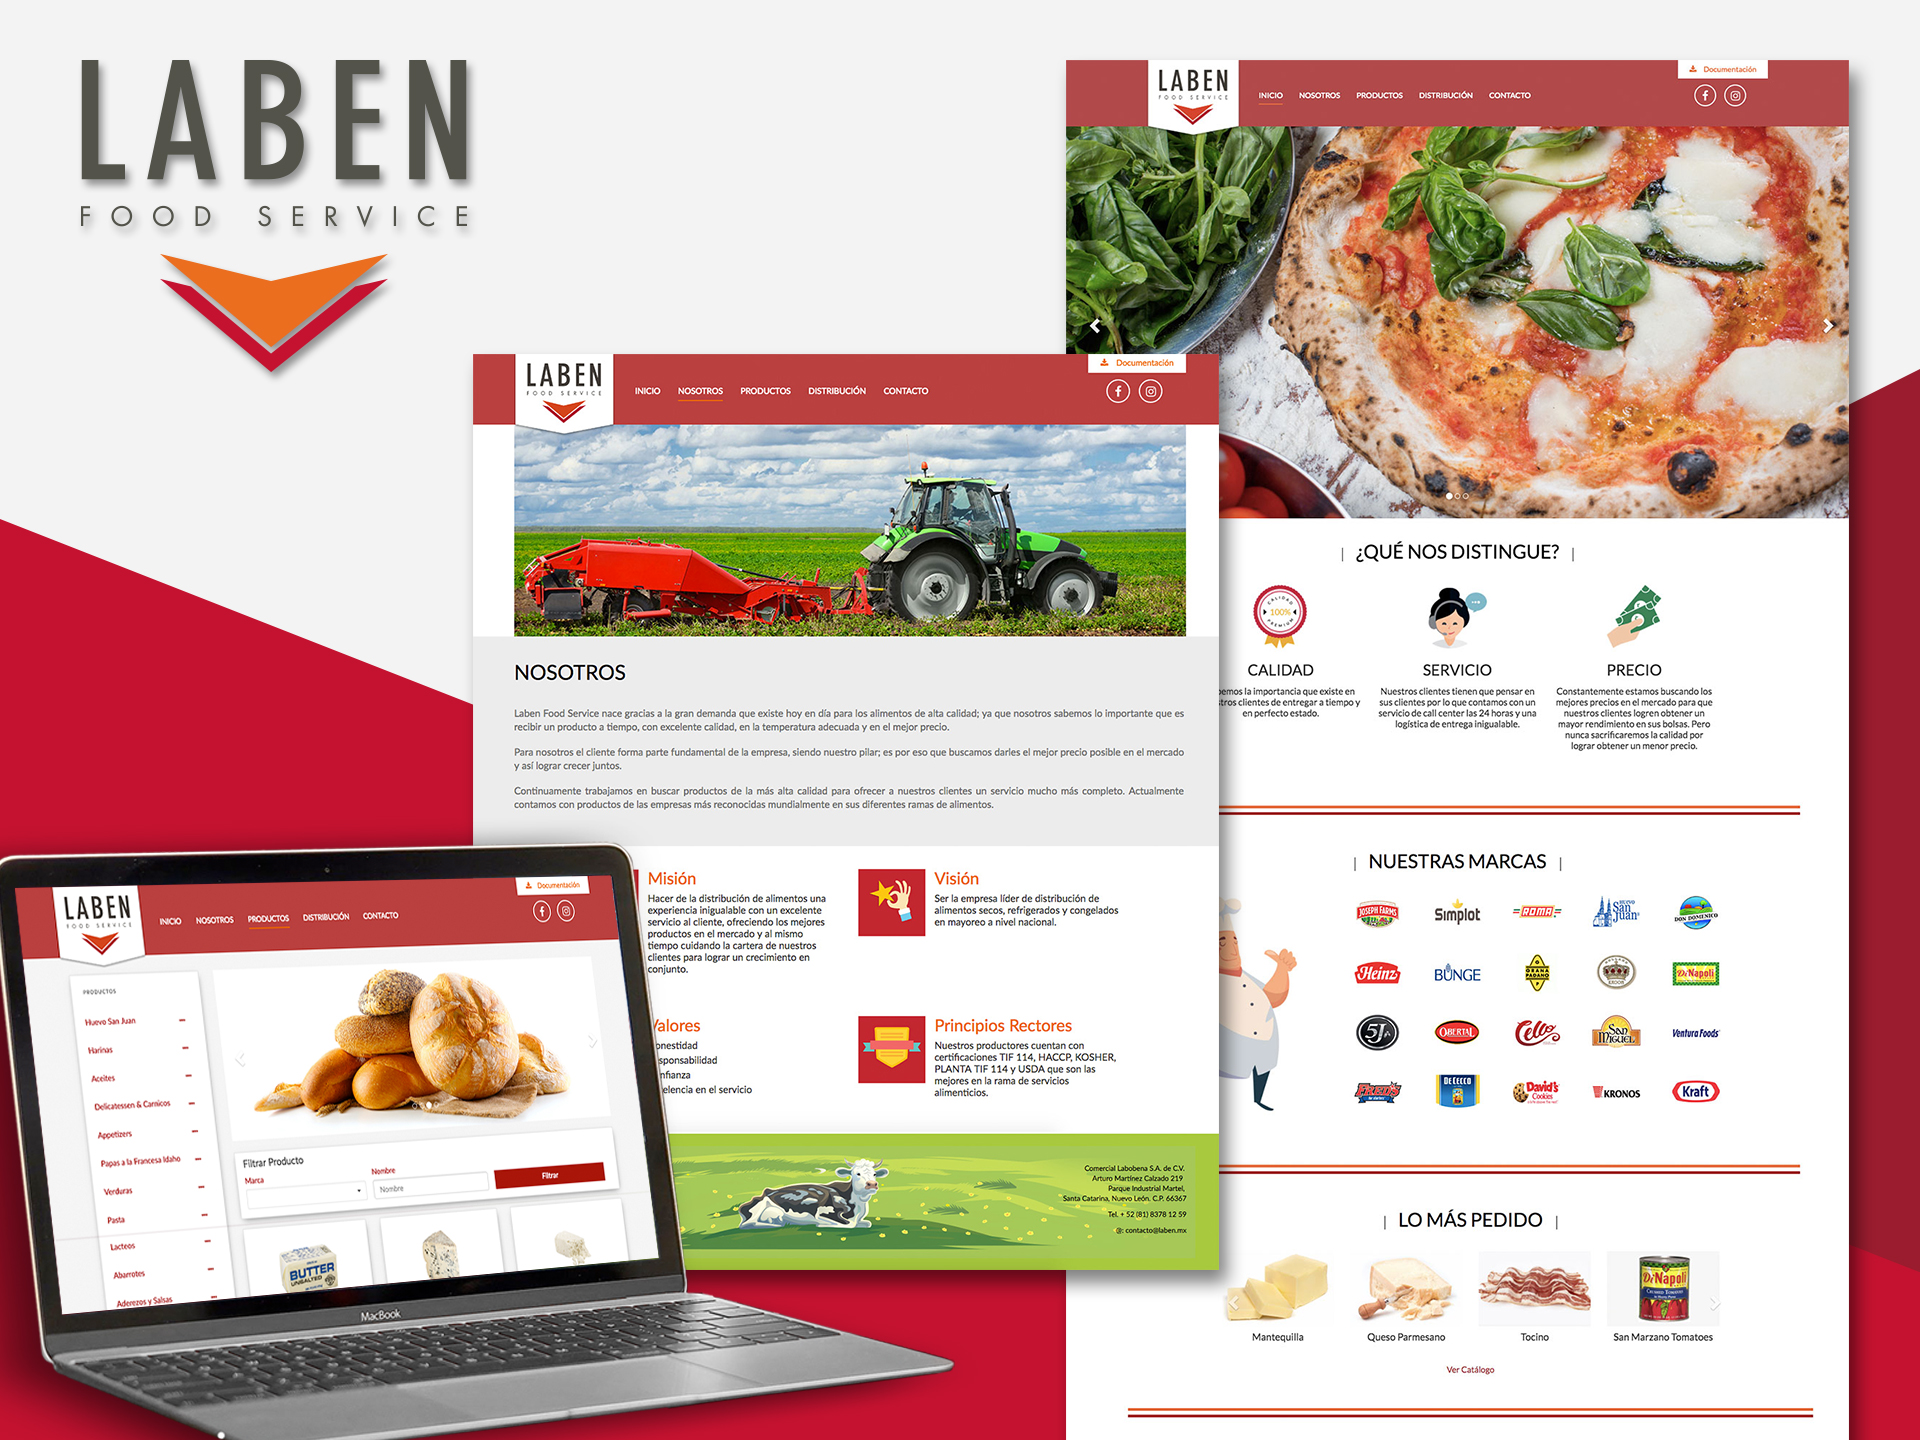 LABEN
FOOD SERVICE
LABEN
FOOD SERVICE
INICIO NOSOTROS PRODUCTOS DISTRIBUCIÓN CONTACTO
Documentación
¿QUÉ NOS DISTINGUE?
CALIDAD
100%
PREMIUM
CALIDAD
emos la importancia que existe en
tros clientes de entregar a tiempo y
en perfecto estado.
SERVICIO
Nuestros clientes tienen que pensar en
sus clientes por lo que contamos con un
servicio de call center las 24 horas y una
logística de entrega inigualable.
PRECIO
Constantemente estamos buscando los
mejores precios en el mercado para que
nuestros clientes logren obtener un
mayor rendimiento en sus bolsas. Pero
nunca sacrificaremos la calidad por
lograr obtener un menor precio.
NUESTRAS MARCAS
JOSEPH FARMS
Simplot
ROMA
HUEVO San Juan
DON DOMENICO
Heinz
BUNGE
GRANA PADANO
DiNapoli
5J
OBERTAL
Cello
SAN MIGUEL
Ventura Foods
FRED'S
DE CECCO
David's Cookies
KRONOS
Kraft
LO MÁS PEDIDO
DiNapoli
Mantequilla
Queso Parmesano
Tocino
San Marzano Tomatoes
Ver Catálogo
LABEN
FOOD SERVICE
INICIO NOSOTROS PRODUCTOS DISTRIBUCIÓN CONTACTO
Documentación
NOSOTROS
Laben Food Service nace gracias a la gran demanda que existe hoy en día para los alimentos de alta calidad; ya que nosotros sabemos lo importante que es
recibir un producto a tiempo, con excelente calidad, en la temperatura adecuada y en el mejor precio.
Para nosotros el cliente forma parte fundamental de la empresa, siendo nuestro pilar; es por eso que buscamos darles el mejor precio posible en el mercado
y así lograr crecer juntos.
Continuamente trabajamos en buscar productos de la más alta calidad para ofrecer a nuestros clientes un servicio mucho más completo. Actualmente
contamos con productos de las empresas más reconocidas mundialmente en sus diferentes ramas de alimentos.
Misión
Hacer de la distribución de alimentos una
experiencia inigualable con un excelente
servicio al cliente, ofreciendo los mejores
productos en el mercado y al mismo
tiempo cuidando la cartera de nuestros
clientes para lograr un crecimiento en
conjunto.
Visión
Ser la empresa líder de distribución de
alimentos secos, refrigerados y congelados
en mayoreo a nivel nacional.
Valores
onestidad
sponsabilidad
nfianza
elencia en el servicio
Principios Rectores
Nuestros productores cuentan con
certificaciones TIF 114, HACCP, KOSHER,
PLANTA TIF 114 y USDA que son las
mejores en la rama de servicios
alimenticios.
Comercial Labobena S.A. de C.V.
Arturo Martínez Calzado 219
Parque Industrial Martel,
Santa Catarina, Nuevo León. C.P. 66367
Tel. + 52 (81) 8378 12 59
@: contacto@laben.mx
LABEN
FOOD SERVICE
INICIO NOSOTROS PRODUCTOS DISTRIBUCIÓN CONTACTO
Documentación
PRODUCTOS
Huevo San Juan
Harinas
Aceites
Delicatessen & Carnicos
Appetizers
Papas a la Francesa Idaho
Verduras
Pasta
Lacteos
Abarrotes
Aderezos y Salsas
Filtrar Producto
Marca
Nombre
Nombre
Filtrar
BUTTER
UNSALTED
MacBook